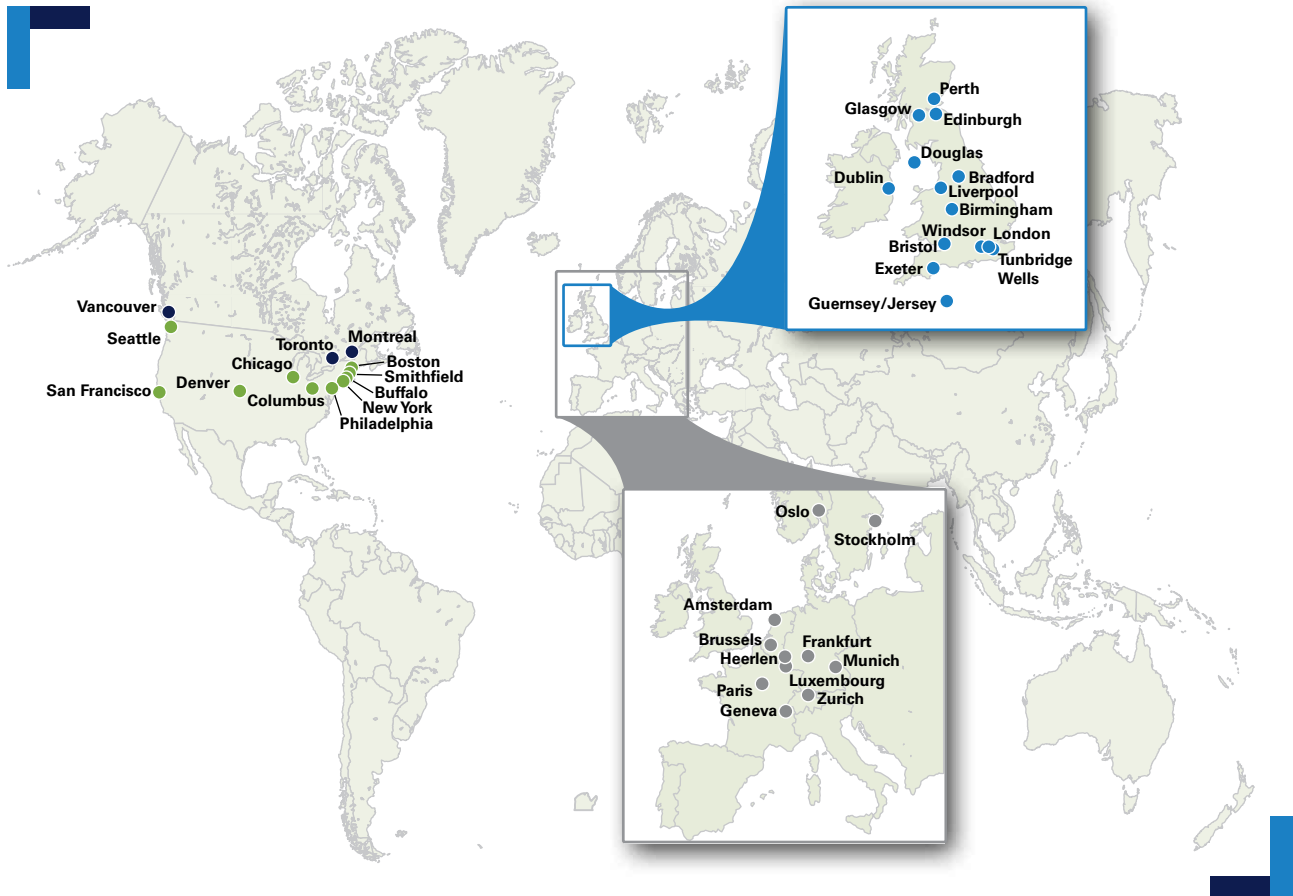 Vancouver
Seattle
San Francisco
Denver
Chicago
Columbus
Toronto
Montreal
Boston
Smithfield
Buffalo
New York
Philadelphia
Perth
Glasgow
Edinburgh
Douglas
Dublin
Bradford
Liverpool
Birmingham
Windsor
London
Bristol
Tunbridge
Wells
Exeter
Guernsey/Jersey
Oslo
Stockholm
Amsterdam
Brussels
Frankfurt
Heerlen
Munich
Luxembourg
Paris
Zurich
Geneva